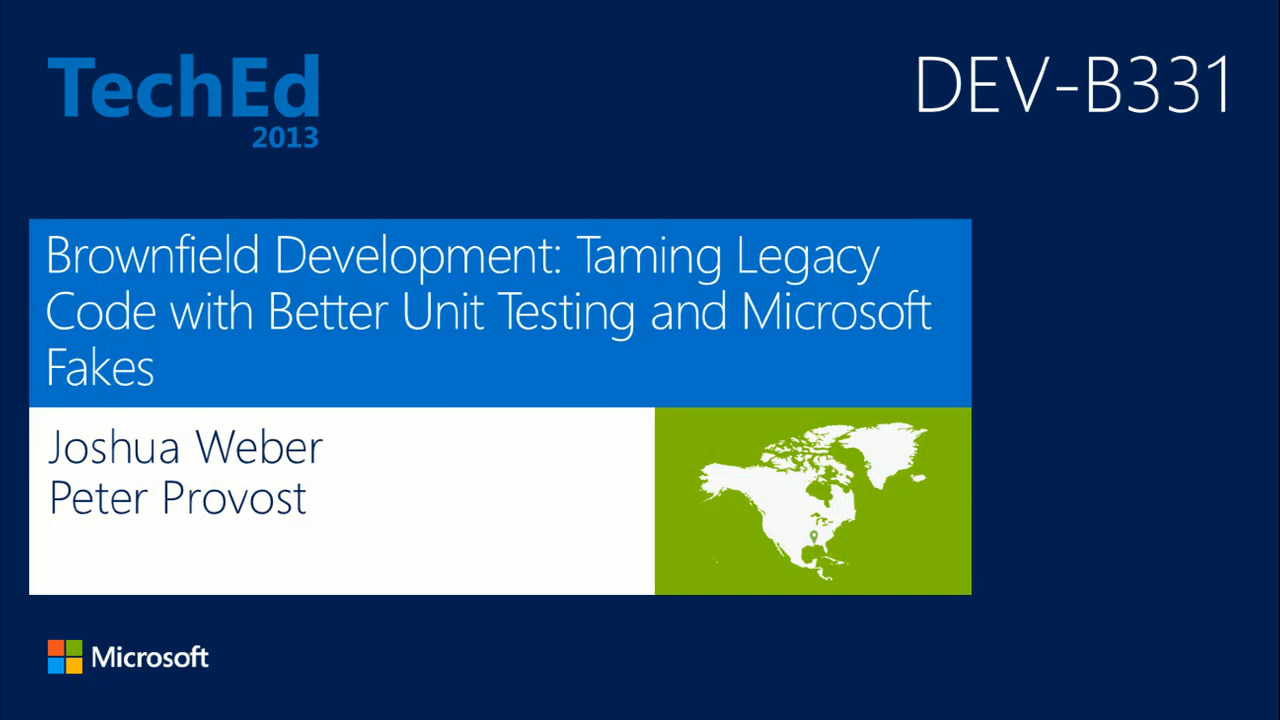 TechEd
2013
DEV-B331
Brownfield Development: Taming Legacy
Code with Better Unit Testing and Microsoft
Fakes
Joshua Weber
Peter Provost
Microsoft